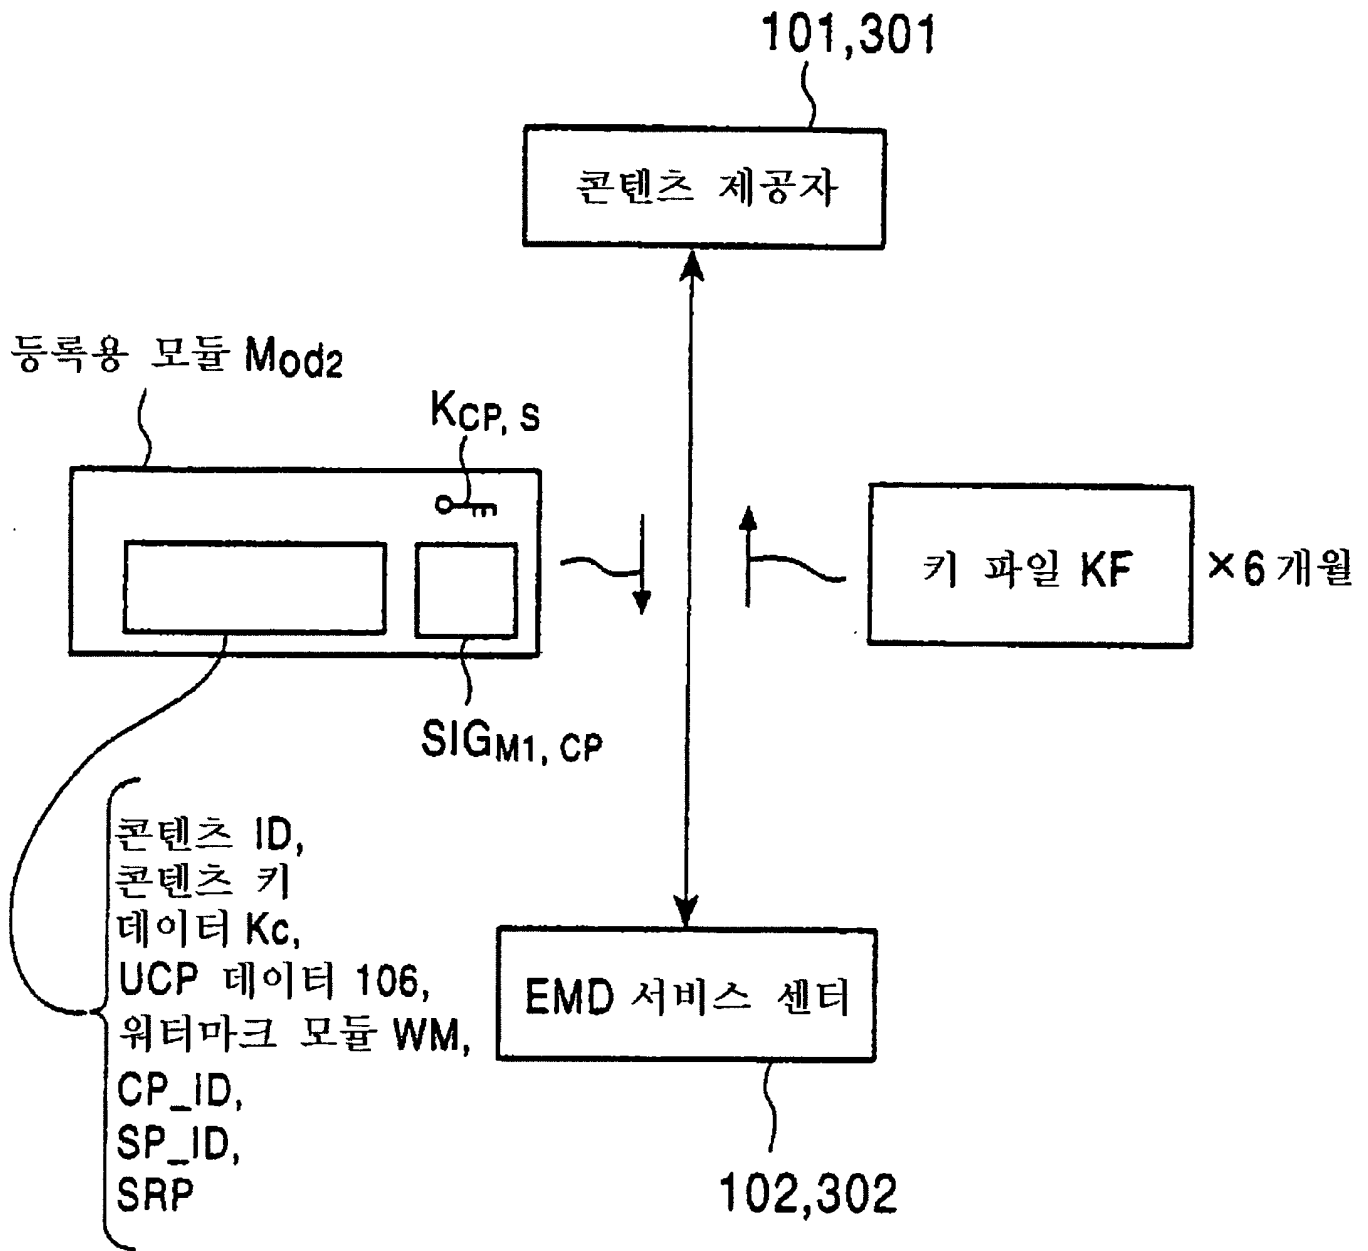 101,301
콘텐츠 제공자
등록용 모듈 Mod2
KCP, S
키 파일 KF
×6 개월
SIGM1, CP
콘텐츠 ID,
콘텐츠 키
데이터 Kc,
UCP 데이터 106,
워터마크 모듈 WM,
CP_ID,
SP_ID,
SRP
EMD 서비스 센터
102,302